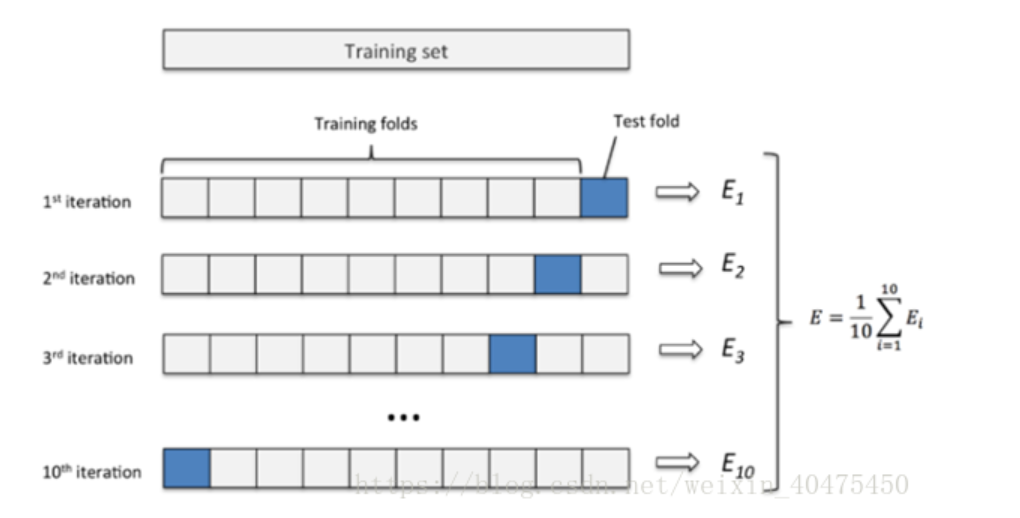 Training set
Training folds
Test fold
1st iteration
E1
2nd iteration
E2
3rd iteration
E3
E = 1/10 10∑i=1 Ei
...
10th iteration
E10
https://blog.csdn.net/weixin_40475450